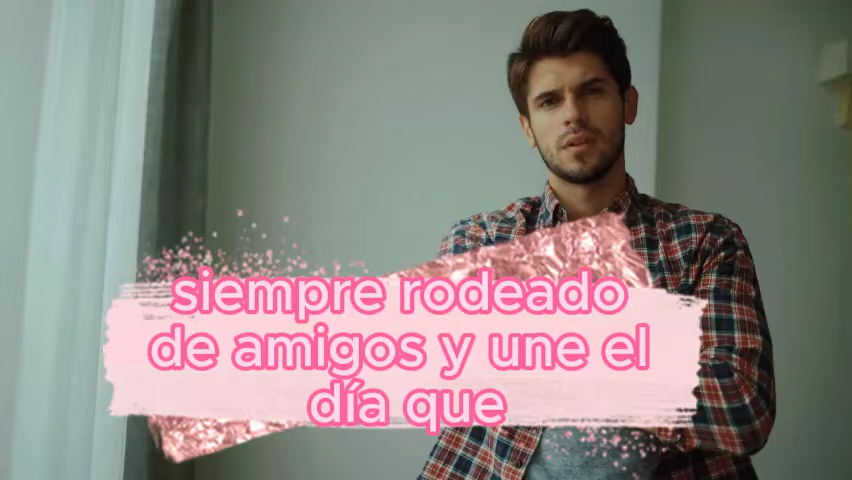 siempre rodeado
de amigos y une el
día que